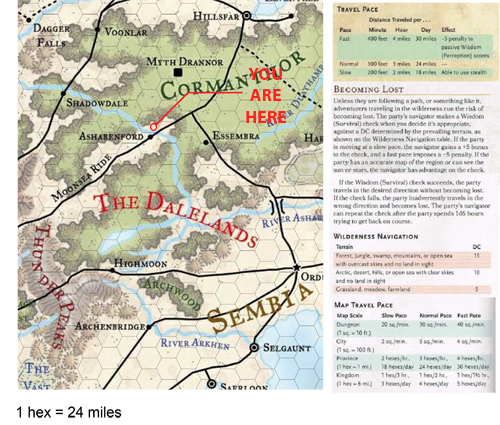 DAGGER
FALLS
VOONLAR
HILLSFAR
MYTH DRANNOR
CORMANTHOR
YOU
ARE
HERE
SHADOWDALE
ASHABENFORD
ESSEMBRA
HAR
MOONSEA RIDE
THE DALELANDS
RIVER ASHAB
THUNDER PEAKS
HIGHMOON
ARCHWOOD
ORD
SEMBIA
ARCHENBRIDGE
RIVER ARKHEN
SELGAUNT
THE
VAST
SAERLOON
1 hex = 24 miles
TRAVEL PACE
Distance Traveled per . . .
Pace Minute Hour Day Effect
Fast 400 feet 4 miles 30 miles −5 penalty to
passive Wisdom
(Perception) scores
Normal 300 feet 3 miles 24 miles —
Slow 200 feet 2 miles 18 miles Able to use stealth
BECOMING LOST
Unless they are following a path, or something like it,
adventurers traveling in the wilderness run the risk of
becoming lost. The party's navigator makes a Wisdom
(Survival) check when you decide it's appropriate,
against a DC determined by the prevailing terrain, as
shown on the Wilderness Navigation table. If the party
is moving at a slow pace, the navigator gains a +5 bonus
to the check, and a fast pace imposes a −5 penalty. If the
party has an accurate map of the region or can see the
sun or stars, the navigator has advantage on the check.
If the Wisdom (Survival) check succeeds, the party
travels in the desired direction without becoming lost.
If the check fails, the party inadvertently travels in the
wrong direction and becomes lost. The party's navigator
can repeat the check after the party spends 1d6 hours
trying to get back on course.
WILDERNESS NAVIGATION
Terrain DC
Forest, jungle, swamp, mountains, or open sea 15
with overcast skies and no land in sight
Arctic, desert, hills, or open sea with clear skies 10
and no land in sight
Grassland, meadow, farmland 5
MAP TRAVEL PACE
Map Scale Slow Pace Normal Pace Fast Pace
Dungeon 20 sq./min. 30 sq./min. 40 sq./min.
(1 sq. = 10 ft.)
City 2 sq./min. 3 sq./min. 4 sq./min.
(1 sq. = 100 ft.)
Province 2 hexes/hr. 3 hexes/hr. 4 hexes/hr.
(1 hex = 1 mi.) 18 hexes/day 24 hexes/day 30 hexes/day
Kingdom 1 hex/3 hr. 1 hex/2 hr. 1 hex/1½ hr.
(1 hex = 6 mi.) 3 hexes/day 4 hexes/day 5 hexes/day